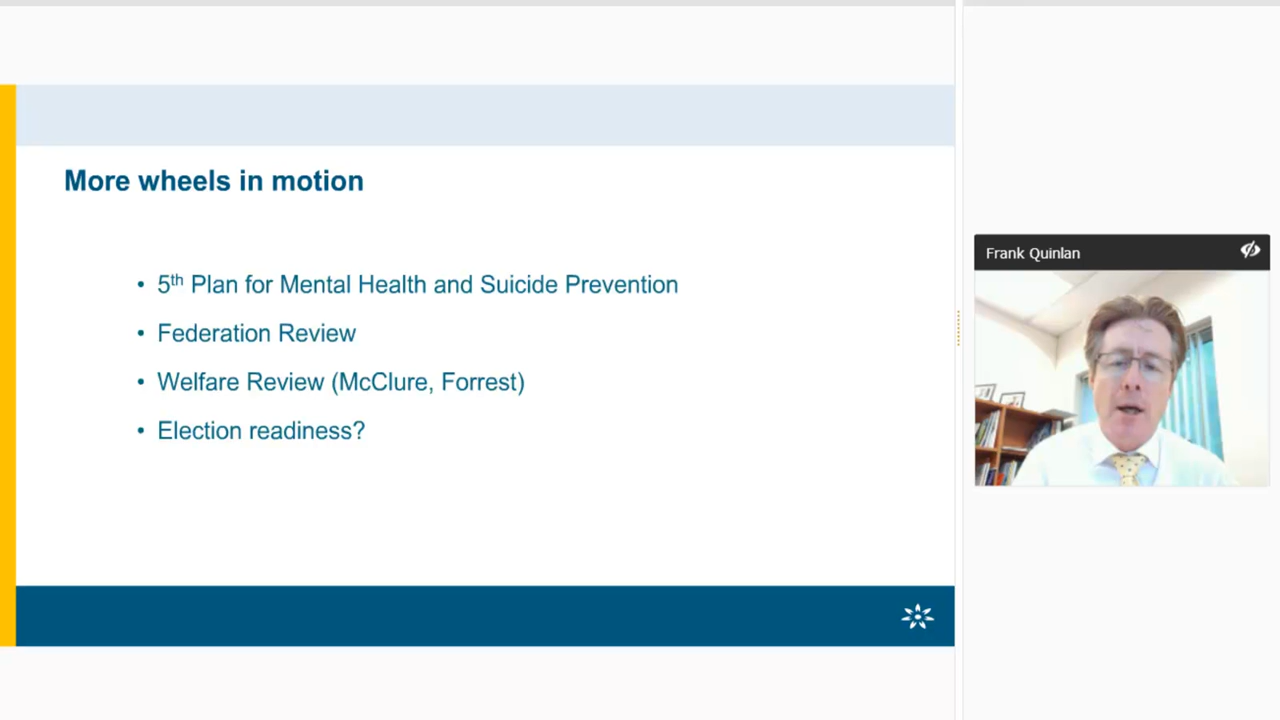 More wheels in motion
• 5th Plan for Mental Health and Suicide Prevention
• Federation Review
• Welfare Review (McClure, Forrest)
• Election readiness?
Frank Quinlan